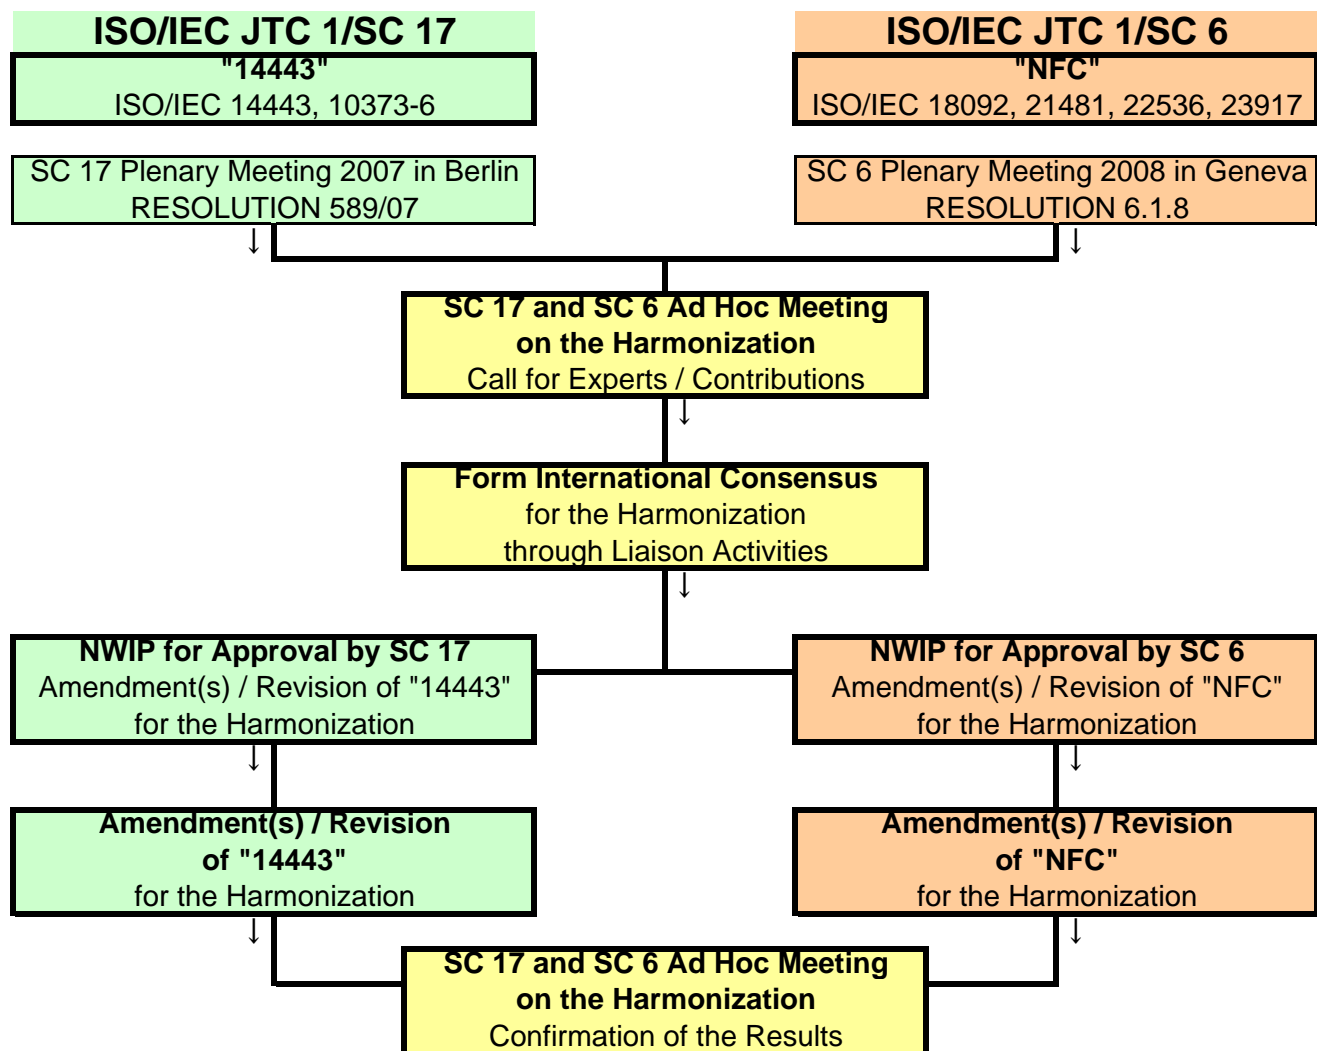 ISO/IEC JTC 1/SC 17
"14443"
ISO/IEC 14443, 10373-6
ISO/IEC JTC 1/SC 6
"NFC"
ISO/IEC 18092, 21481, 22536, 23917
SC 17 Plenary Meeting 2007 in Berlin
RESOLUTION 589/07
SC 6 Plenary Meeting 2008 in Geneva
RESOLUTION 6.1.8
↓
↓
SC 17 and SC 6 Ad Hoc Meeting
on the Harmonization
Call for Experts / Contributions
↓
Form International Consensus
for the Harmonization
through Liaison Activities
↓
NWIP for Approval by SC 17
Amendment(s) / Revision of "14443"
for the Harmonization
NWIP for Approval by SC 6
Amendment(s) / Revision of "NFC"
for the Harmonization
↓
↓
Amendment(s) / Revision
of "14443"
for the Harmonization
Amendment(s) / Revision
of "NFC"
for the Harmonization
↓
↓
SC 17 and SC 6 Ad Hoc Meeting
on the Harmonization
Confirmation of the Results